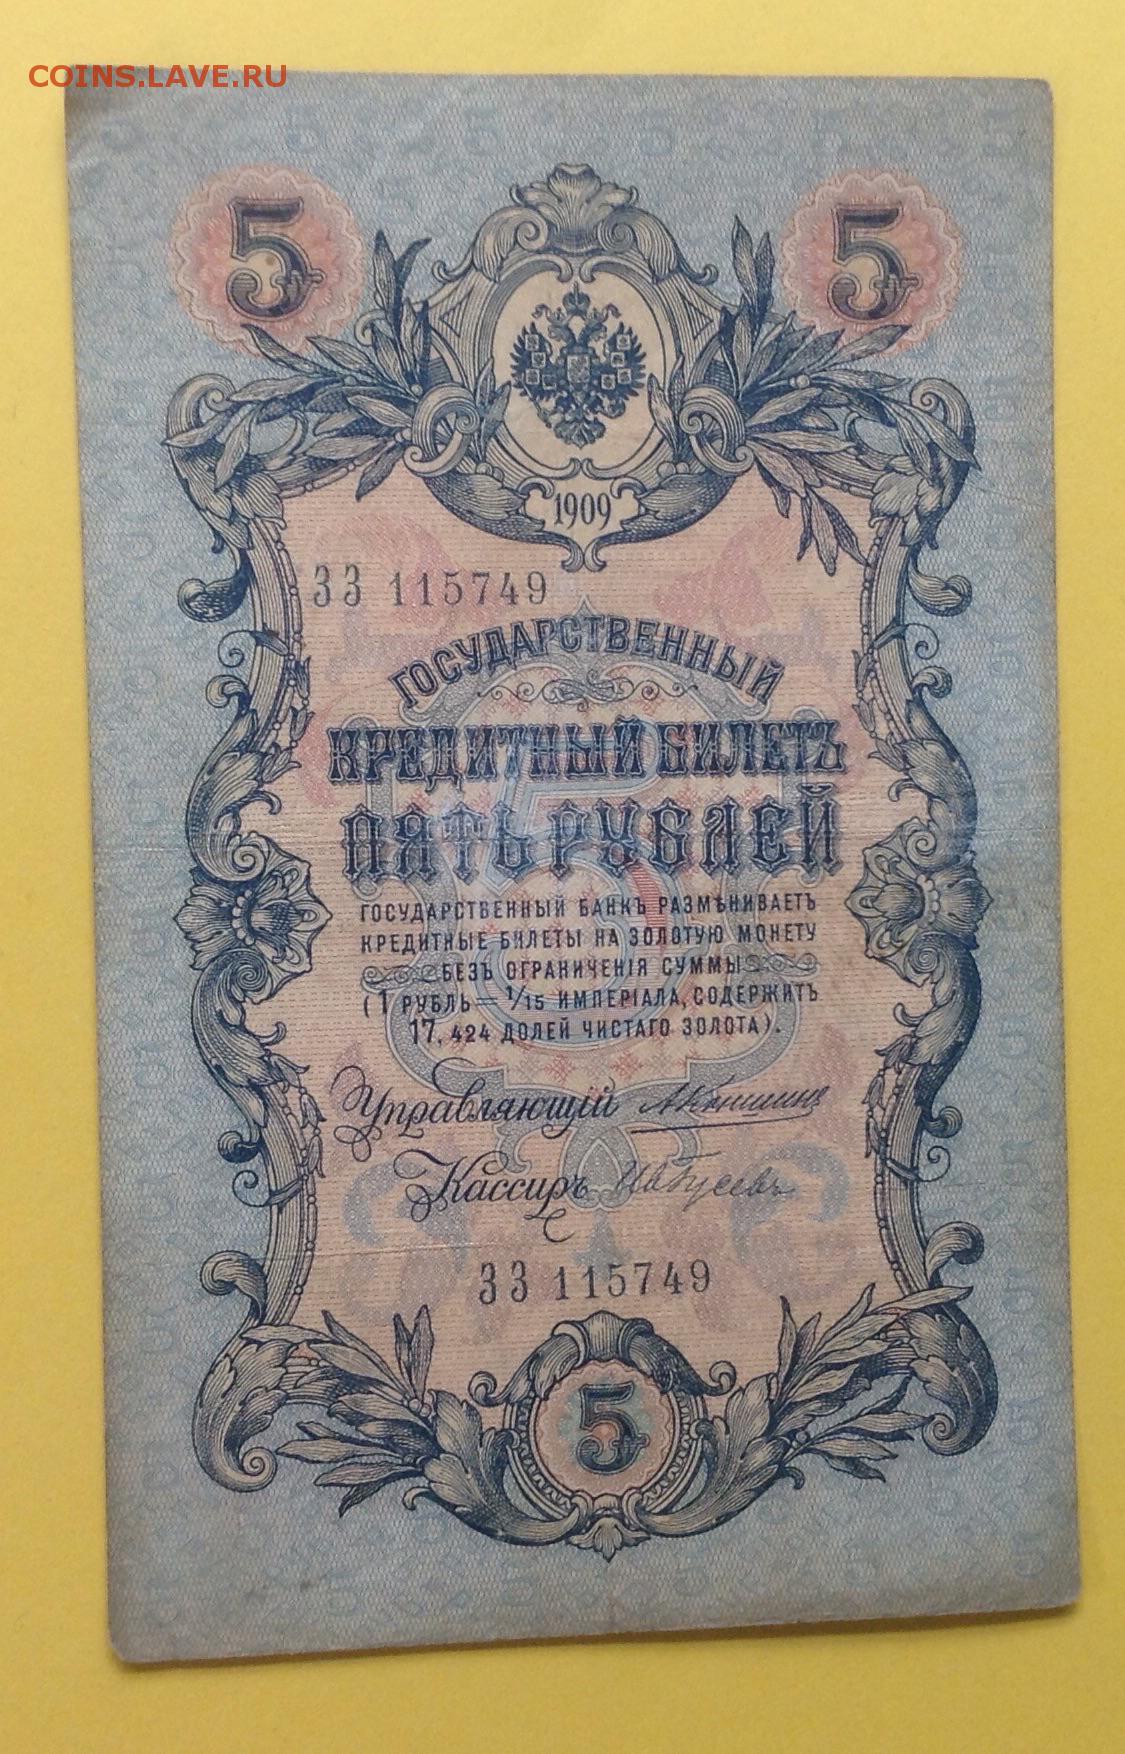 COINS.LAVE.RU
5 5
1909
ЗЗ 115749
ГОСУДАРСТВЕННЫЙ
КРЕДИТНЫЙ БИЛЕТЪ
ПЯТЬ РУБЛЕЙ
ГОСУДАРСТВЕННЫЙ БАНКЪ РАЗМѢНИВАЕТЪ
КРЕДИТНЫЕ БИЛЕТЫ НА ЗОЛОТУЮ МОНЕТУ
БЕЗЪ ОГРАНИЧЕНІЯ СУММЫ
(1 РУБЛЬ = 1/15 ИМПЕРІАЛА, СОДЕРЖИТЪ
17,424 ДОЛЕЙ ЧИСТАГО ЗОЛОТА).
Управляющій АКоншинъ
Кассиръ ИвГусевъ
ЗЗ 115749
5